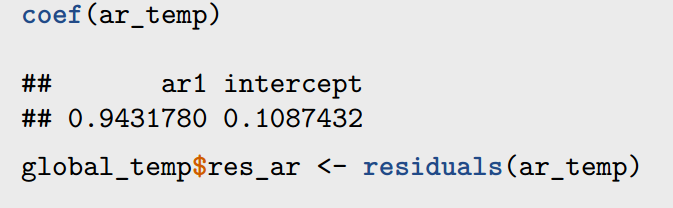 coef(ar_temp)
##       ar1 intercept
## 0.9431780 0.1087432
global_temp$res_ar <- residuals(ar_temp)